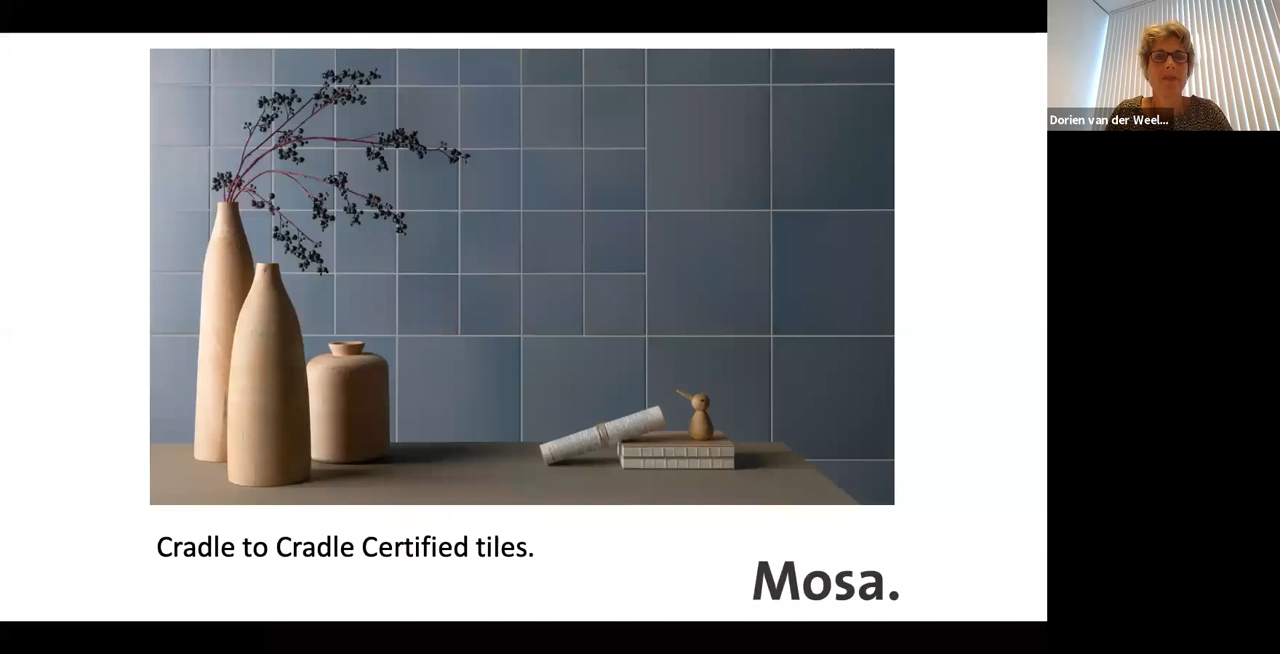 Dorien van der Weel...
Cradle to Cradle Certified tiles.
Mosa.